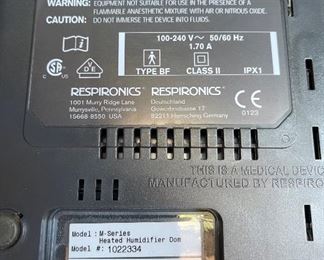 WARNING: NOT SUITABLE FOR USE IN THE PRESENCE OF A
FLAMMABLE ANAESTHETIC MIXTURE WITH AIR OR NITROUS OXIDE.
CAUTION: DO NOT IMMERSE THE DEVICE INTO FLUIDS.
100-240 V~ 50/60 Hz
1.70 A
TYPE BF
CLASS II
IPX1
RESPIRONICS® RESPIRONICS®
1001 Murry Ridge Lane
Murrysville, Pennsylvania
15668-8550 USA
Deutschland
Gewerbestrasse 17
82211 Herrsching Germany
0123
THIS IS A MEDICAL DEVIC
MANUFACTURED BY RESPIRO
Model : M-Series
Heated Humidifier Dom
Model #: 1022334